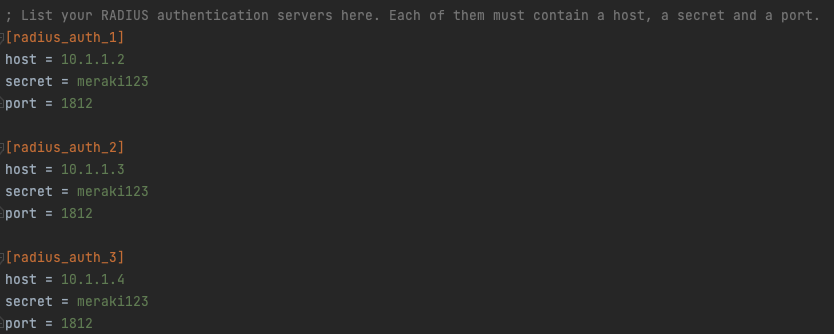 ; List your RADIUS authentication servers here. Each of them must contain a host, a secret and a port.
[radius_auth_1]
host = 10.1.1.2
secret = meraki123
port = 1812
[radius_auth_2]
host = 10.1.1.3
secret = meraki123
port = 1812
[radius_auth_3]
host = 10.1.1.4
secret = meraki123
port = 1812